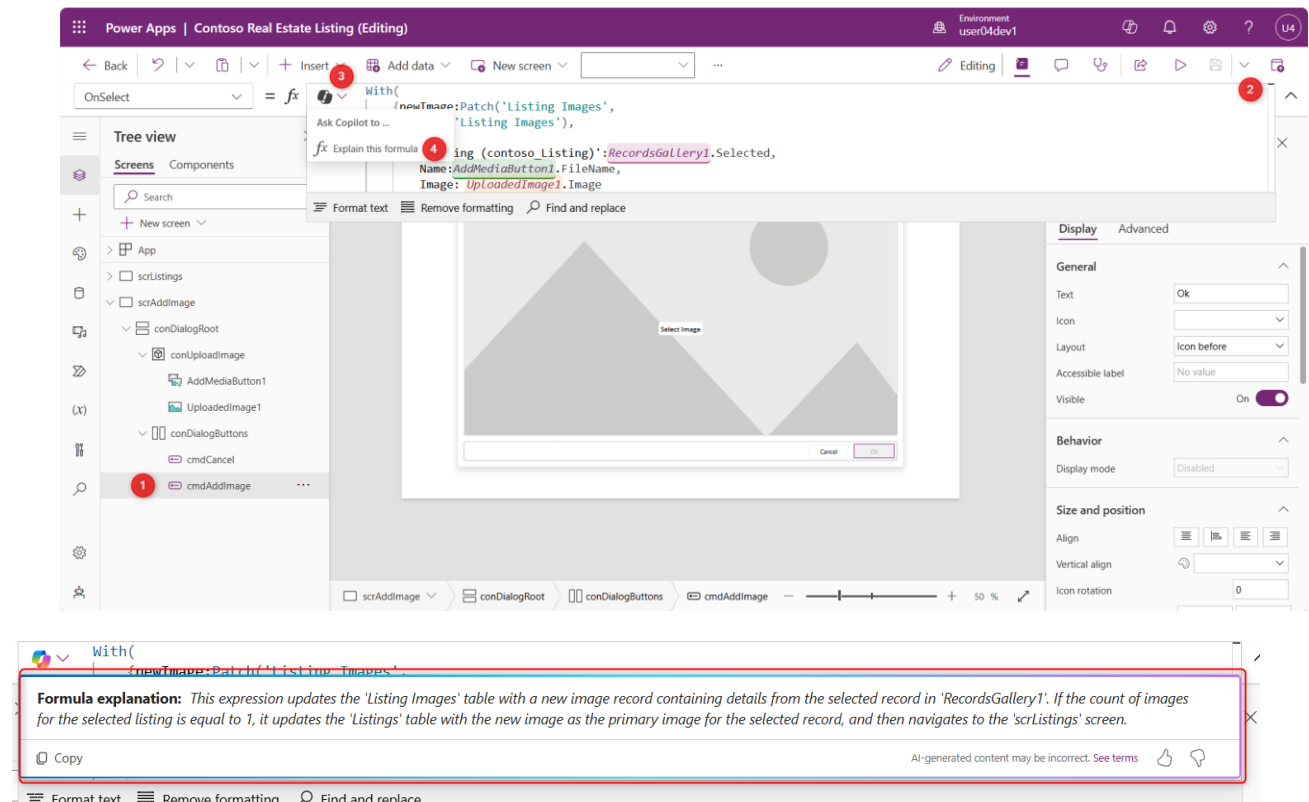 Power Apps | Contoso Real Estate Listing (Editing)
Environment
user04dev1
U4
Back
Insert
Add data
New screen
...
Editing
3
2
OnSelect
= fx
With(
{newImage:Patch('Listing Images',
'Listing Images'),
ing (contoso_Listing)':RecordsGallery1.Selected,
Name:AddMediaButton1.FileName,
Image: UploadedImage1.Image
Ask Copilot to ...
fx Explain this formula
4
Format text
Remove formatting
Find and replace
Tree view
Screens
Components
Search
New screen
App
scrListings
scrAddImage
conDialogRoot
conUploadImage
AddMediaButton1
UploadedImage1
conDialogButtons
cmdCancel
1
cmdAddImage
...
(x)
Select Image
Cancel
Ok
Display
Advanced
General
Text
Ok
Icon
Layout
Icon before
Accessible label
No value
Visible
On
Behavior
Display mode
Disabled
Size and position
Align
Vertical align
Icon rotation
0
scrAddImage
conDialogRoot
conDialogButtons
cmdAddImage
50 %
With(
{newImage:Patch('Listing Images',
Formula explanation: This expression updates the 'Listing Images' table with a new image record containing details from the selected record in 'RecordsGallery1'. If the count of images
for the selected listing is equal to 1, it updates the 'Listings' table with the new image as the primary image for the selected record, and then navigates to the 'scrListings' screen.
Copy
AI-generated content may be incorrect. See terms
Format text
Remove formatting
Find and replace